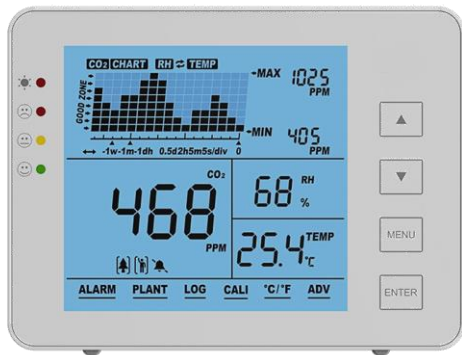 CO2 CHART RH ⇄ TEMP
GOOD ZONE
MAX 1025 PPM
MIN 405 PPM
↔ -1w-1m-1dh 0.5d2h5m5s/div 0
CO2
468 PPM
68 RH %
25.4 TEMP °C
ALARM PLANT LOG CALI °C/°F ADV
▲
▼
MENU
ENTER